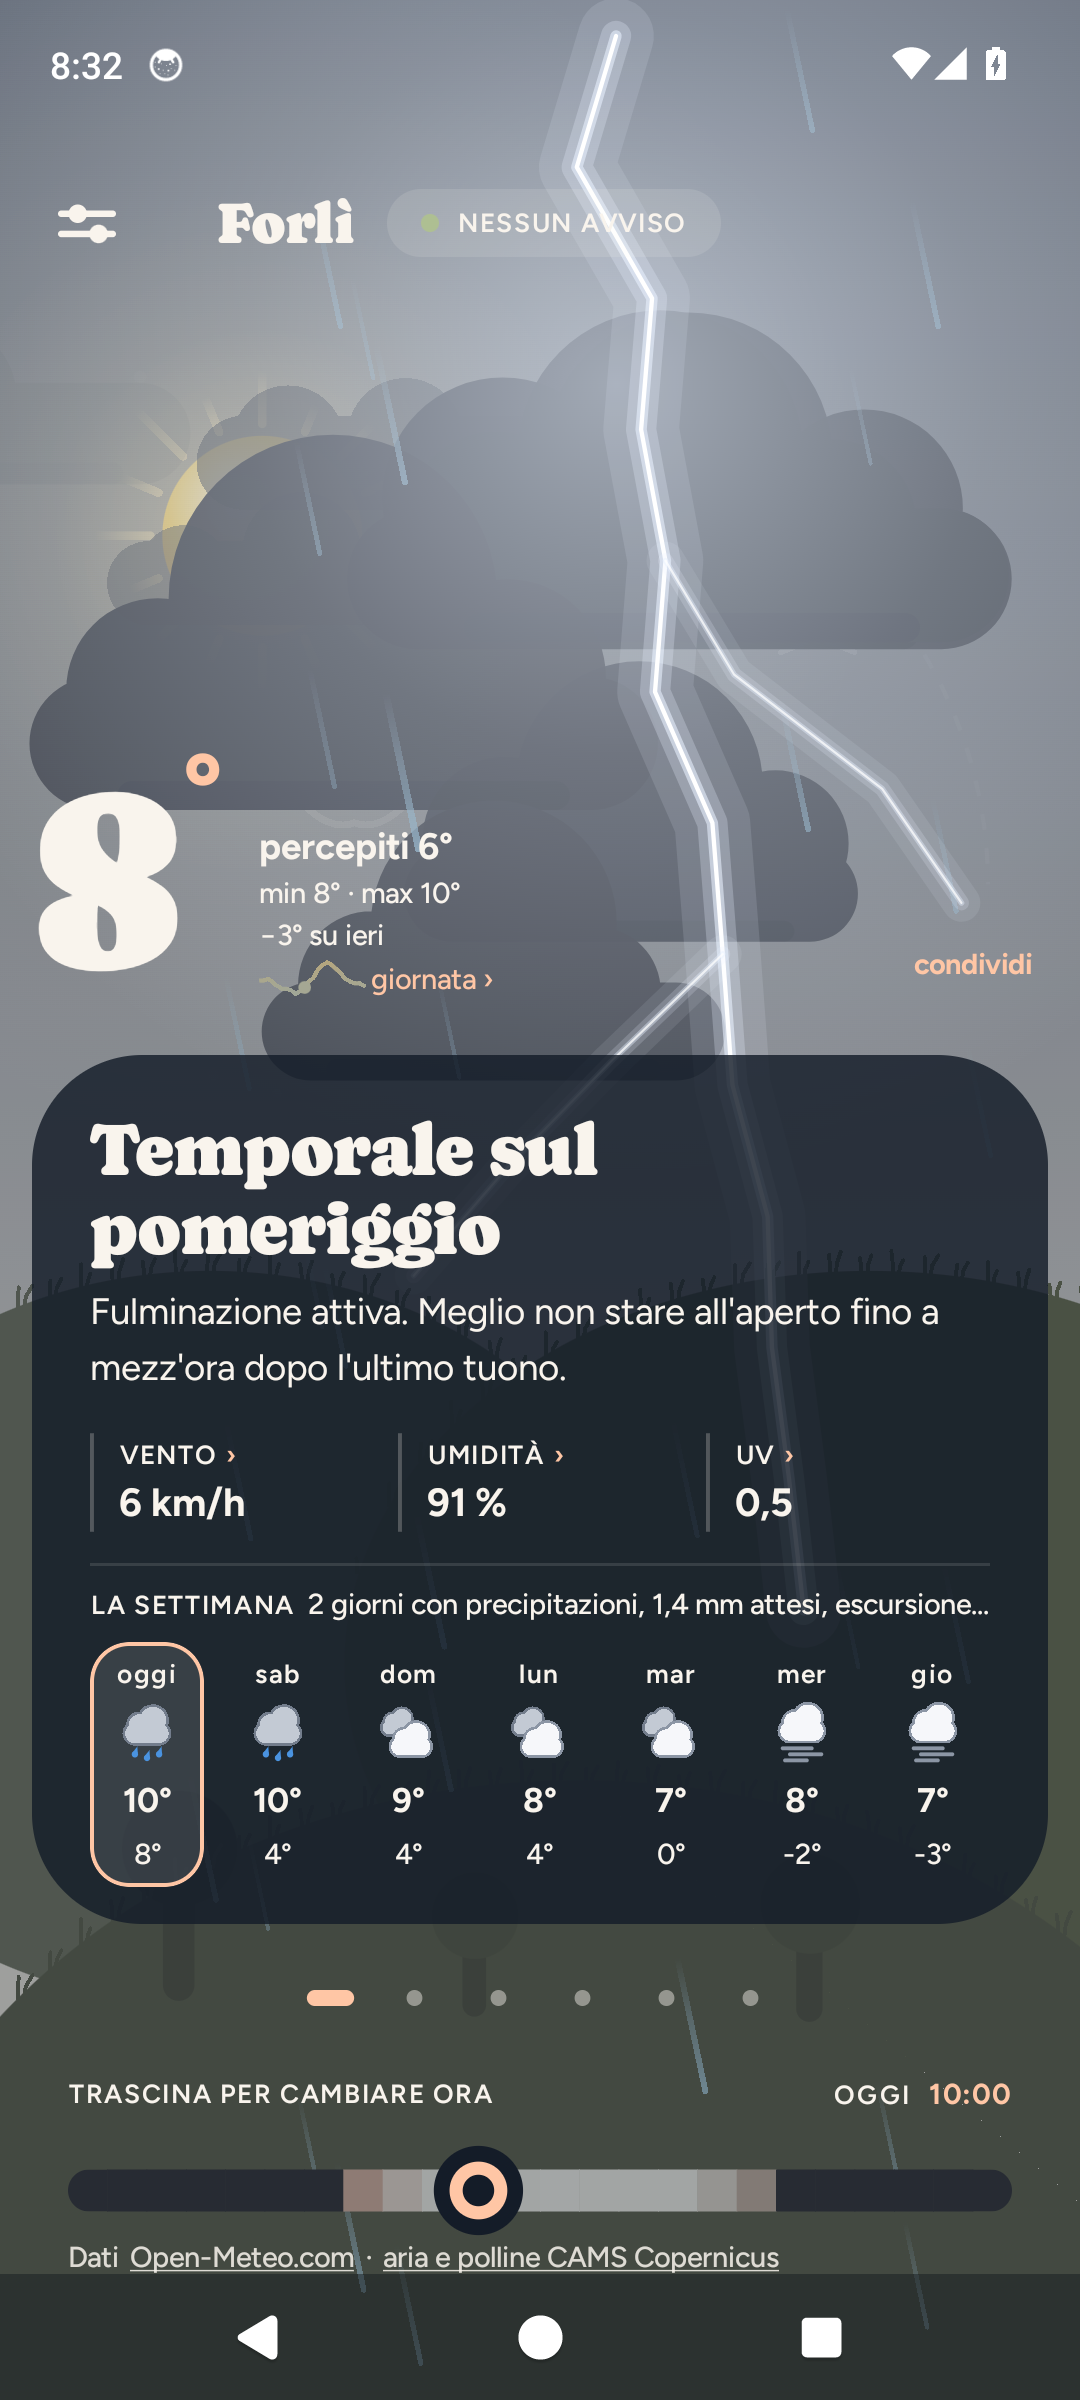 8:32
Forlì
NESSUN AVVISO
8
percepiti 6°
min 8° · max 10°
−3° su ieri
giornata ›
condividi
Temporale sul
pomeriggio
Fulminazione attiva. Meglio non stare all'aperto fino a
mezz'ora dopo l'ultimo tuono.
VENTO › UMIDITÀ › UV ›
6 km/h 91 % 0,5
LA SETTIMANA 2 giorni con precipitazioni, 1,4 mm attesi, escursione...
oggi sab dom lun mar mer gio
10° 10° 9° 8° 7° 8° 7°
8° 4° 4° 4° 0° -2° -3°
TRASCINA PER CAMBIARE ORA OGGI 10:00
Dati Open-Meteo.com · aria e polline CAMS Copernicus